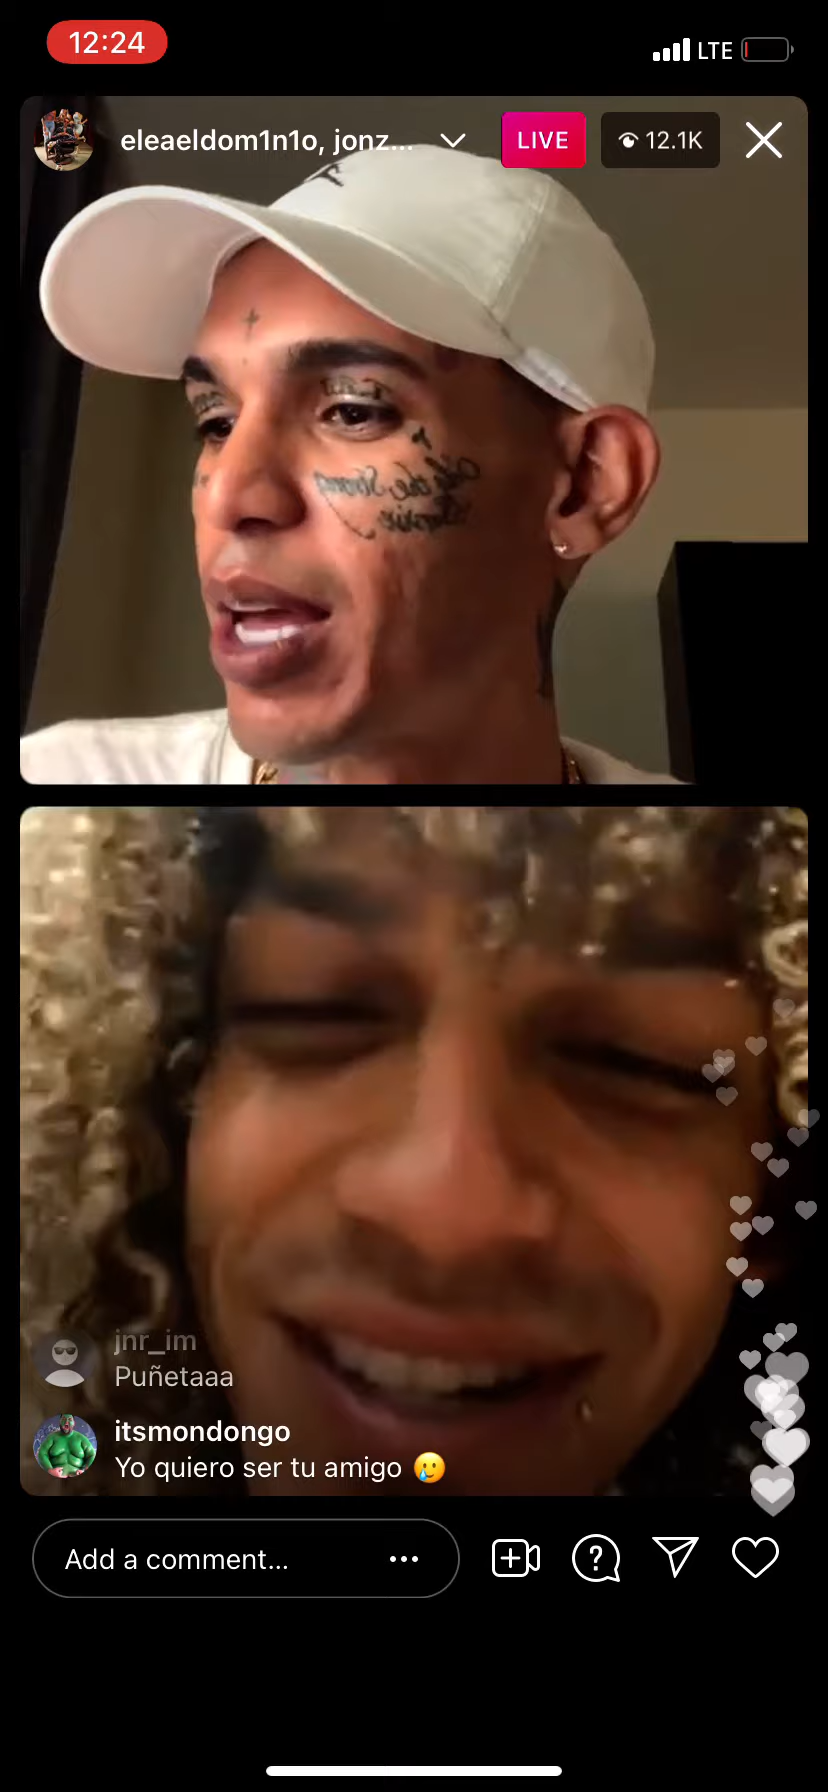 12:24
LTE
eleaeldom1n1o, jonz...
LIVE
12.1K
jnr_im
Puñetaaa
itsmondongo
Yo quiero ser tu amigo 🥲
Add a comment...